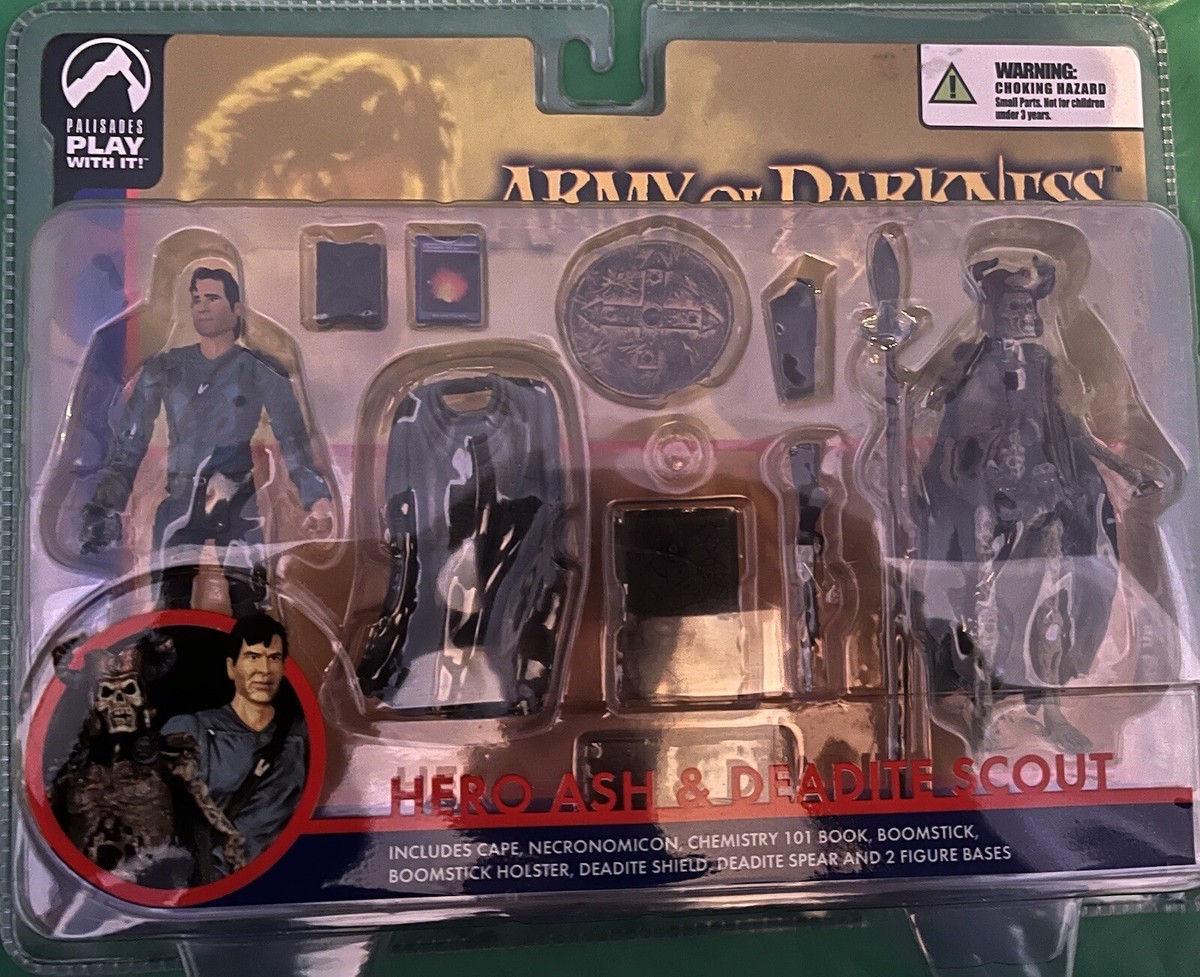 PALISADES
PLAY
WITH IT!™
WARNING:
CHOKING HAZARD
Small Parts. Not for children
under 3 years.
ARMY OF DARKNESS™
HERO ASH & DEADITE SCOUT
INCLUDES CAPE, NECRONOMICON, CHEMISTRY 101 BOOK, BOOMSTICK,
BOOMSTICK HOLSTER, DEADITE SHIELD, DEADITE SPEAR AND 2 FIGURE BASES